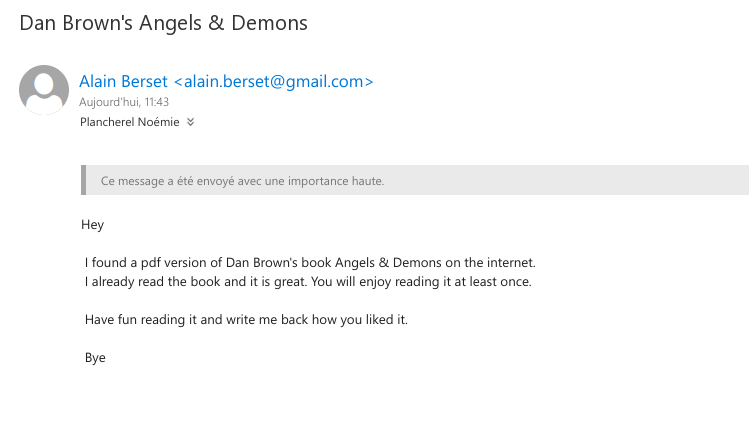 Dan Brown's Angels & Demons
Alain Berset <alain.berset@gmail.com>
Aujourd'hui, 11:43
Plancherel Noémie
Ce message a été envoyé avec une importance haute.
Hey
I found a pdf version of Dan Brown's book Angels & Demons on the internet.
I already read the book and it is great. You will enjoy reading it at least once.
Have fun reading it and write me back how you liked it.
Bye